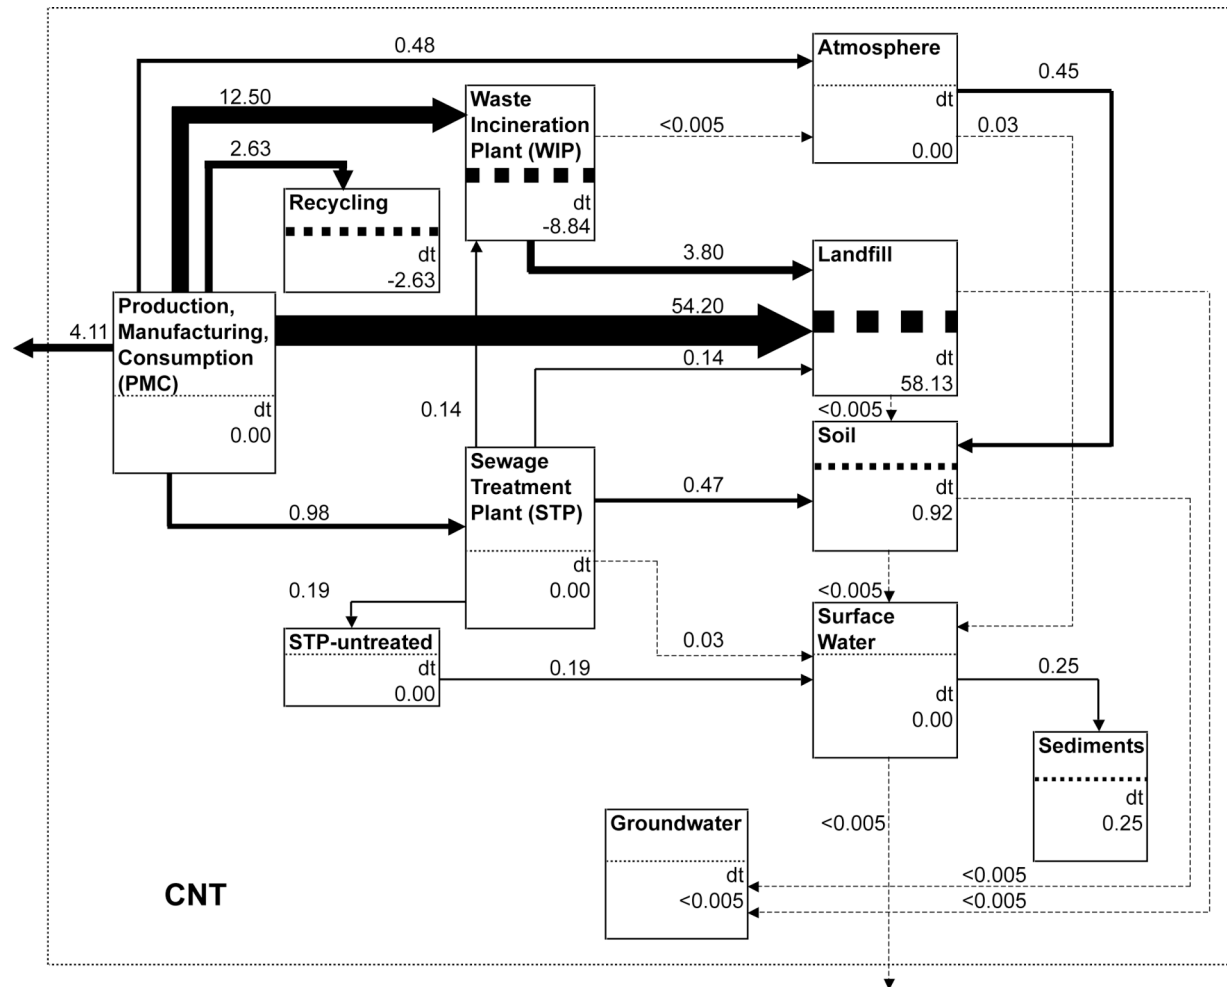 0.48
Atmosphere
0.45
dt
0.00
0.03
12.50
Waste
Incineration
Plant (WIP)
dt
-8.84
<0.005
2.63
Recycling
dt
-2.63
3.80
Landfill
dt
58.13
Production,
Manufacturing,
Consumption
(PMC)
dt
0.00
4.11
54.20
0.14
0.14
<0.005
Soil
dt
0.92
Sewage
Treatment
Plant (STP)
dt
0.00
0.47
0.98
<0.005
0.19
STP-untreated
dt
0.00
0.03
0.19
Surface
Water
dt
0.00
0.25
Sediments
dt
0.25
Groundwater
dt
<0.005
<0.005
<0.005
<0.005
CNT